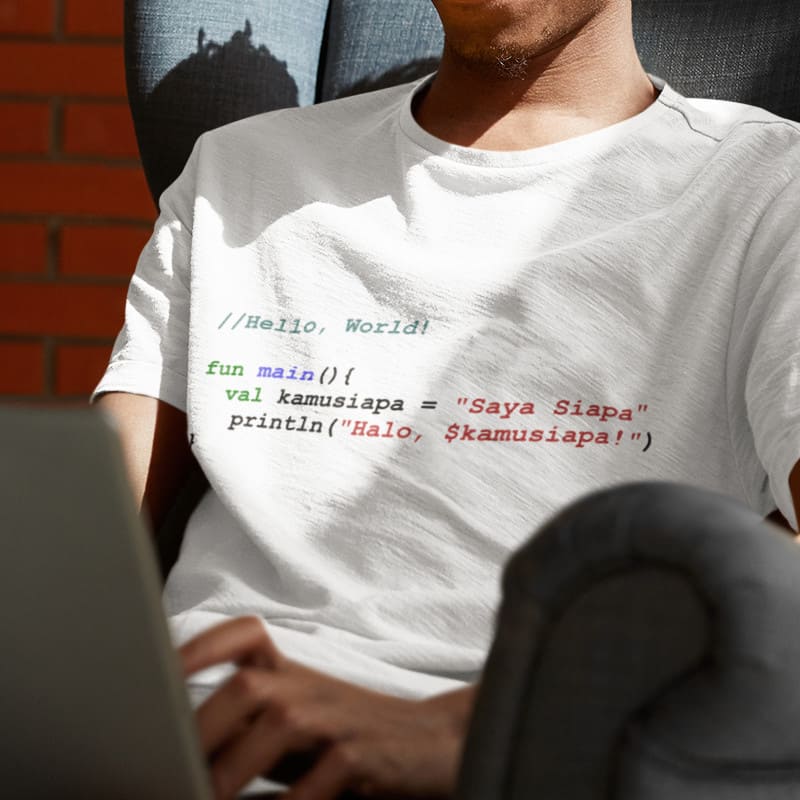 //Hello, World!
fun main(){
val kamusiapa = "Saya Siapa"
println("Halo, $kamusiapa!")